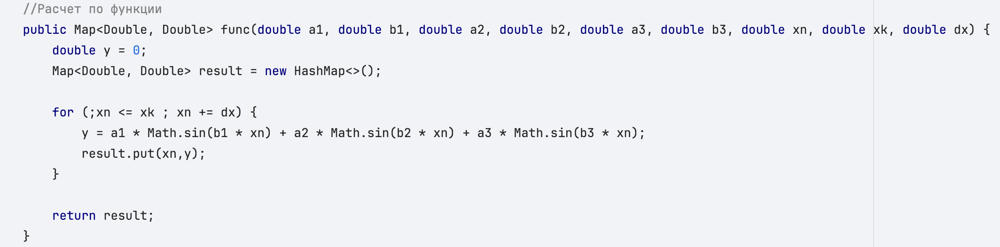 //Расчет по функции
public Map<Double, Double> func(double a1, double b1, double a2, double b2, double a3, double b3, double xn, double xk, double dx) {
    double y = 0;
    Map<Double, Double> result = new HashMap<>();

    for (;xn <= xk ; xn += dx) {
        y = a1 * Math.sin(b1 * xn) + a2 * Math.sin(b2 * xn) + a3 * Math.sin(b3 * xn);
        result.put(xn,y);
    }

    return result;
}